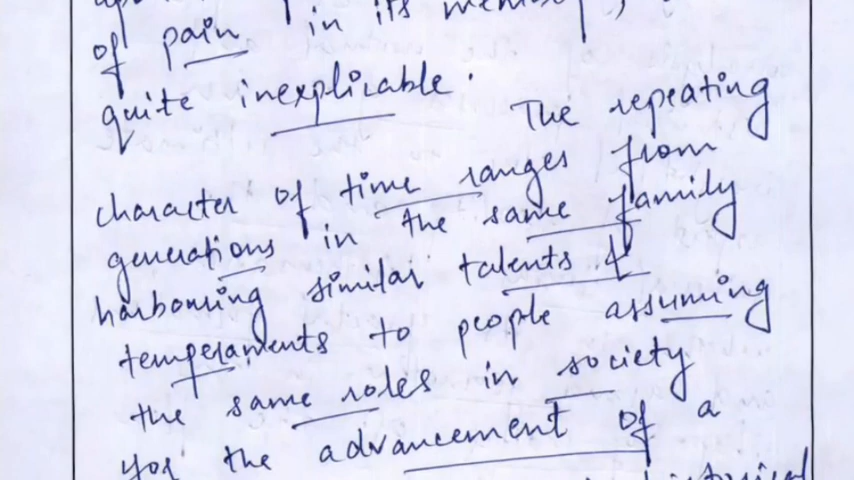 in its
of pain
quite inexplicable.
The repeating
character of time ranges from
generations in the same family
harbouring similar talents &
temperaments to people assuming
the same roles in society
for the advancement of a